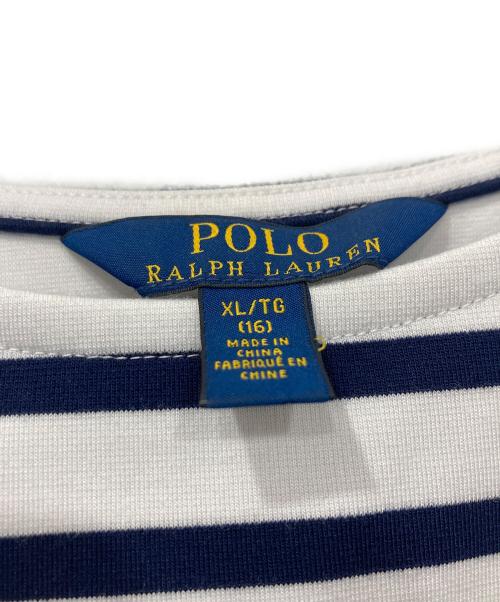 POLO
RALPH LAUREN
XL/TG
(16)
MADE IN
CHINA
FABRIQUÉ EN
CHINE